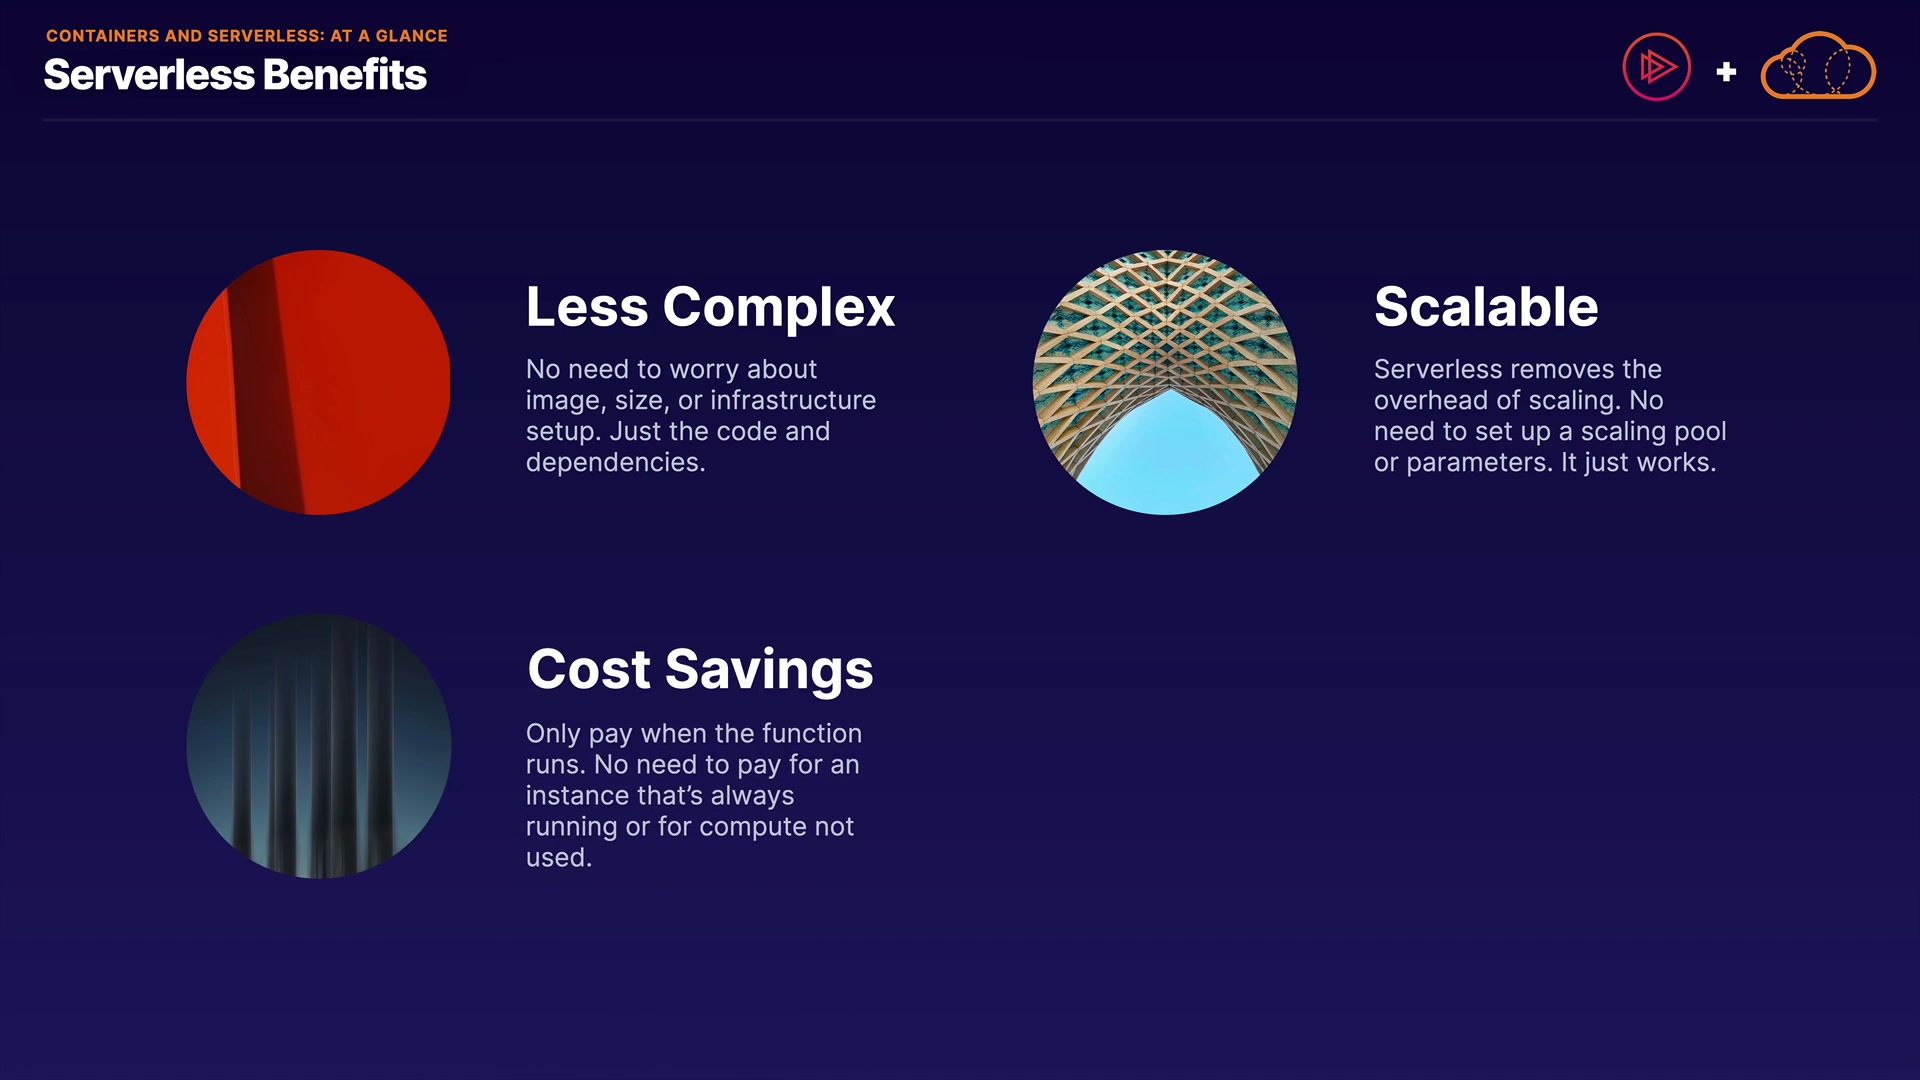 CONTAINERS AND SERVERLESS: AT A GLANCE
Serverless Benefits
Less Complex
No need to worry about
image, size, or infrastructure
setup. Just the code and
dependencies.
Scalable
Serverless removes the
overhead of scaling. No
need to set up a scaling pool
or parameters. It just works.
Cost Savings
Only pay when the function
runs. No need to pay for an
instance that’s always
running or for compute not
used.